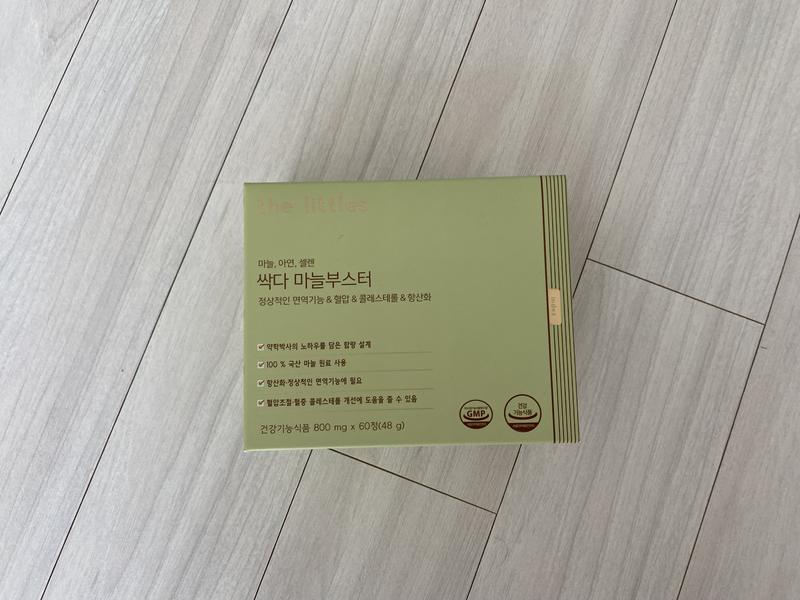 the littles
마늘, 아연, 셀렌
싹다 마늘부스터
정상적인 면역기능 & 혈압 & 콜레스테롤 & 항산화
약학박사의 노하우를 담은 함량 설계
100 % 국산 마늘 원료 사용
항산화·정상적인 면역기능에 필요
혈압조절·혈중 콜레스테롤 개선에 도움을 줄 수 있음
건강기능식품 800 mg x 60정(48 g)
GMP
건강
기능식품